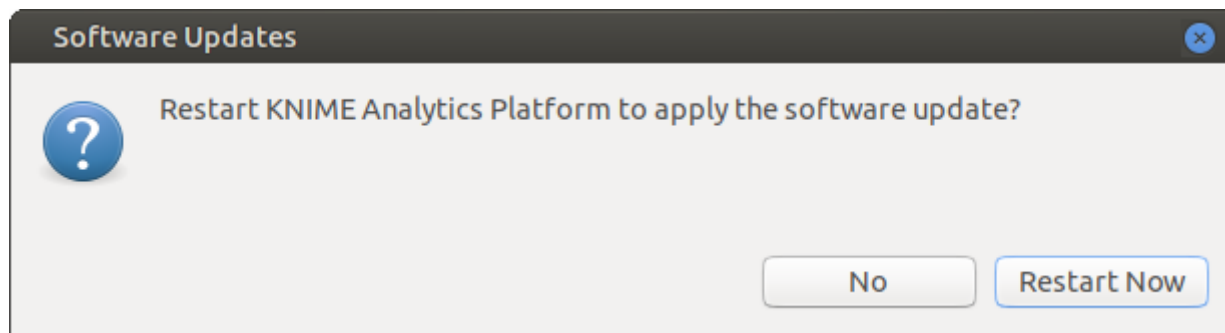 Software Updates
Restart KNIME Analytics Platform to apply the software update?
No
Restart Now